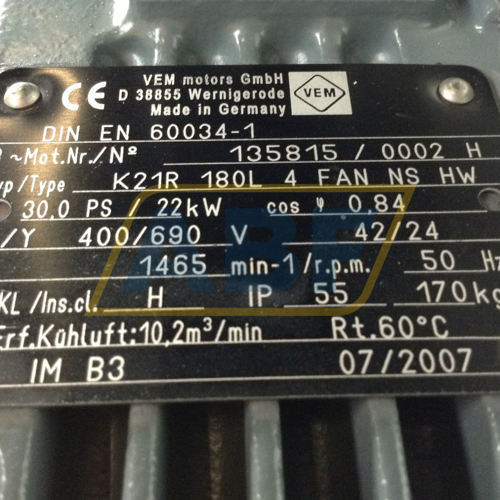 VEM motors GmbH
D 38855 Wernigerode
Made in Germany
VEM
CE
DIN EN 60034-1
~Mot.Nr./Nº 135815 / 0002 H
yp/Type K21R 180L 4 FAN NS HW
30,0 PS / 22kW cos φ 0,84
/Y 400/690 V 42/24
1465 min-1/r.p.m. 50 Hz
KL /Ins.cl. H IP 55 170kg
Erf.Kühluft:10,2m³/min Rt.60°C
IM B3 07/2007